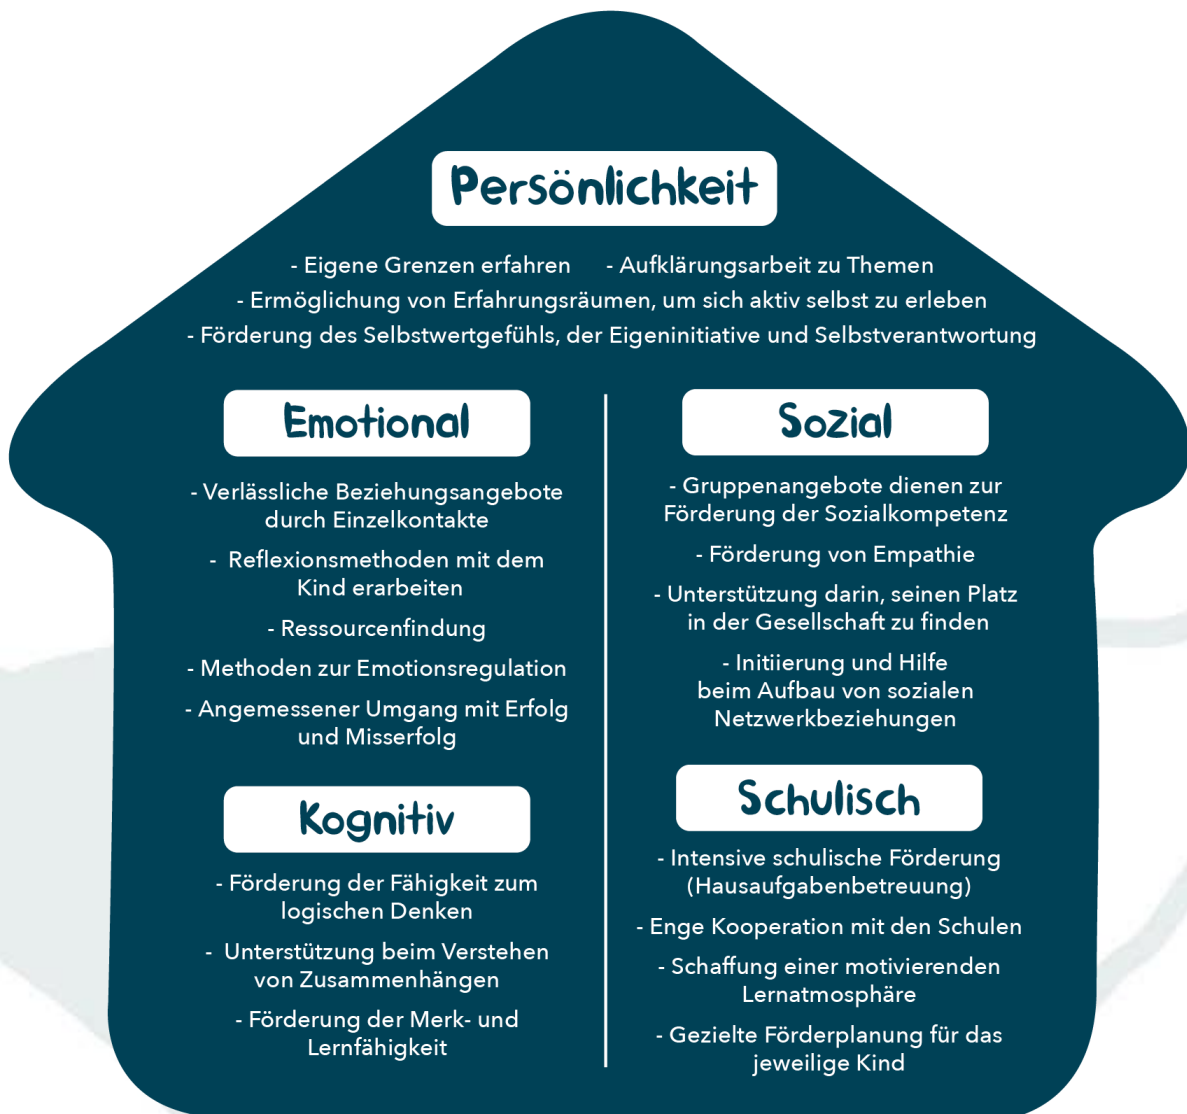 Persönlichkeit
- Eigene Grenzen erfahren - Aufklärungsarbeit zu Themen
- Ermöglichung von Erfahrungsräumen, um sich aktiv selbst zu erleben
- Förderung des Selbstwertgefühls, der Eigeninitiative und Selbstverantwortung
Emotional
- Verlässliche Beziehungsangebote
durch Einzelkontakte
- Reflexionsmethoden mit dem
Kind erarbeiten
- Ressourcenfindung
- Methoden zur Emotionsregulation
- Angemessener Umgang mit Erfolg
und Misserfolg
Kognitiv
- Förderung der Fähigkeit zum
logischen Denken
- Unterstützung beim Verstehen
von Zusammenhängen
- Förderung der Merk- und
Lernfähigkeit
Sozial
- Gruppenangebote dienen zur
Förderung der Sozialkompetenz
- Förderung von Empathie
- Unterstützung darin, seinen Platz
in der Gesellschaft zu finden
- Initiierung und Hilfe
beim Aufbau von sozialen
Netzwerkbeziehungen
Schulisch
- Intensive schulische Förderung
(Hausaufgabenbetreuung)
- Enge Kooperation mit den Schulen
- Schaffung einer motivierenden
Lernatmosphäre
- Gezielte Förderplanung für das
jeweilige Kind